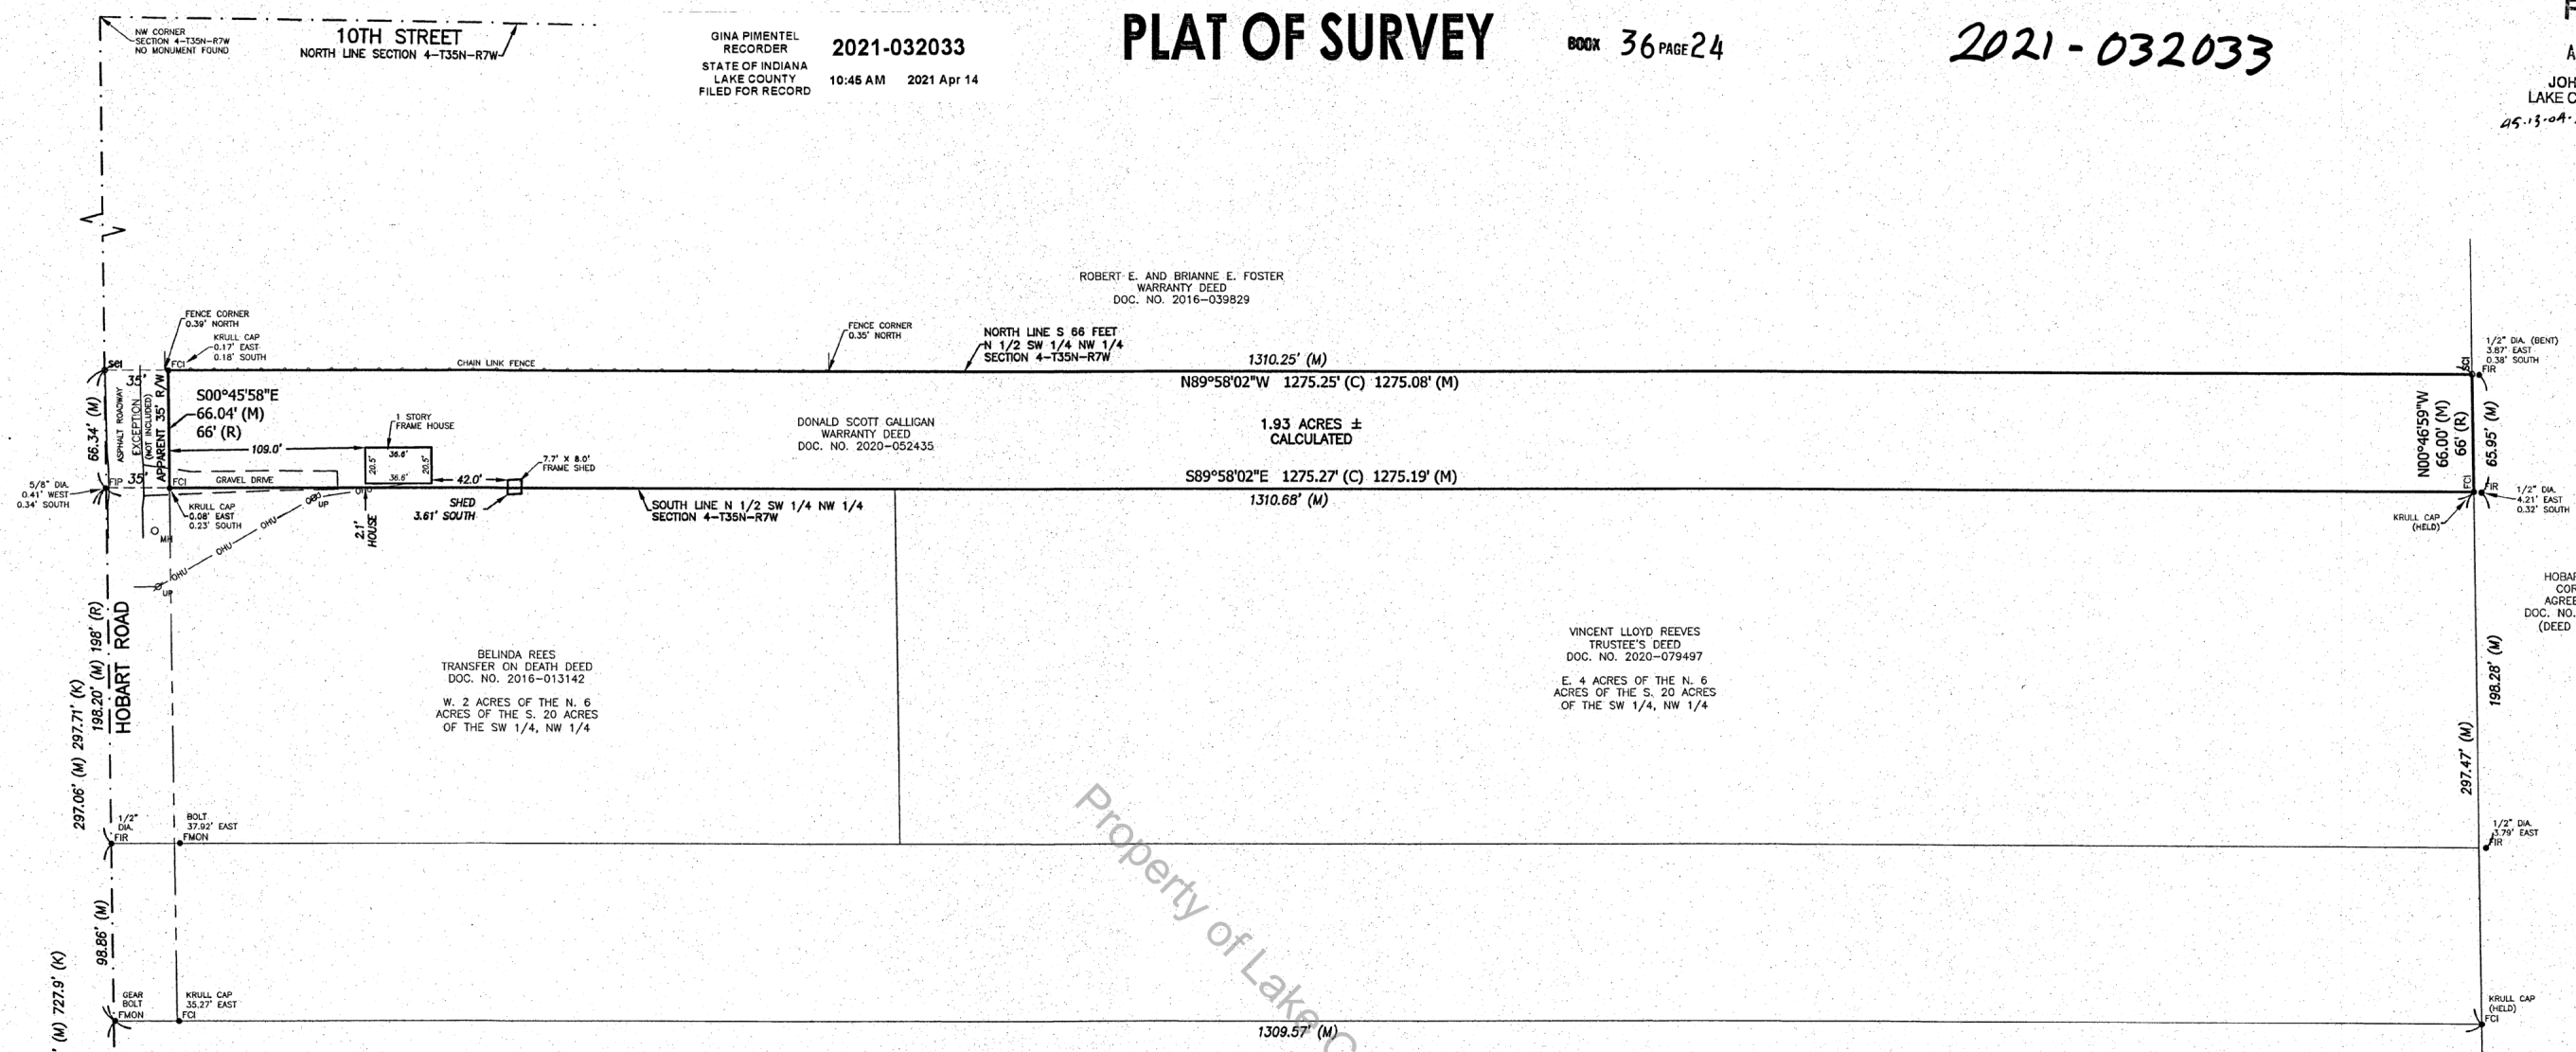 NW CORNER
SECTION 4-T35N-R7W
NO MONUMENT FOUND
10TH STREET
NORTH LINE SECTION 4-T35N-R7W
GINA PIMENTEL
RECORDER
STATE OF INDIANA
LAKE COUNTY
FILED FOR RECORD
2021-032033
10:45 AM 2021 Apr 14
PLAT OF SURVEY
BOOK 36 PAGE 24
2021-032033
JOH
LAKE C
ROBERT E. AND BRIANNE E. FOSTER
WARRANTY DEED
DOC. NO. 2016-039829
FENCE CORNER
0.39' NORTH
KRULL CAP
0.17' EAST
0.18' SOUTH
SCI
FCI
CHAIN LINK FENCE
FENCE CORNER
0.35' NORTH
NORTH LINE S 66 FEET
N 1/2 SW 1/4 NW 1/4
SECTION 4-T35N-R7W
1310.25' (M)
N89°58'02"W 1275.25' (C) 1275.08' (M)
SCI
1/2" DIA. (BENT)
3.87' EAST
0.38' SOUTH
FIR
35'
66.34' (M)
ASPHALT ROADWAY
EXCEPTION
(NOT INCLUDED)
APPARENT 35' R/W
S00°45'58"E
66.04' (M)
66' (R)
109.0'
1 STORY
FRAME HOUSE
36.6'
20.5'
20.5'
36.6'
42.0'
7.7' X 8.0'
FRAME SHED
DONALD SCOTT GALLIGAN
WARRANTY DEED
DOC. NO. 2020-052435
1.93 ACRES ±
CALCULATED
N00°46'59"W
66.00' (M)
66' (R)
65.95' (M)
S89°58'02"E 1275.27' (C) 1275.19' (M)
1310.68' (M)
5/8" DIA.
0.41' WEST
0.34' SOUTH
FIP
35'
FCI
GRAVEL DRIVE
KRULL CAP
0.08' EAST
0.23' SOUTH
MH
OHU
OHU
OHU
UP
UP
2.1'
HOUSE
SHED
3.61' SOUTH
SOUTH LINE N 1/2 SW 1/4 NW 1/4
SECTION 4-T35N-R7W
FCI
FIR
KRULL CAP
(HELD)
1/2" DIA.
4.21' EAST
0.32' SOUTH
HOBAR
COR
AGREE
DOC. NO.
(DEED
HOBART ROAD
198.20' (M) 198' (R)
297.06' (M) 297.71' (K)
BELINDA REES
TRANSFER ON DEATH DEED
DOC. NO. 2016-013142
W. 2 ACRES OF THE N. 6
ACRES OF THE S. 20 ACRES
OF THE SW 1/4, NW 1/4
VINCENT LLOYD REEVES
TRUSTEE'S DEED
DOC. NO. 2020-079497
E. 4 ACRES OF THE N. 6
ACRES OF THE S. 20 ACRES
OF THE SW 1/4, NW 1/4
198.28' (M)
297.47' (M)
1/2"
DIA.
FIR
BOLT
37.92' EAST
FMON
1/2" DIA.
3.79' EAST
FIR
98.86' (M)
' (M) 727.9' (K)
GEAR
BOLT
FMON
KRULL CAP
35.27' EAST
FCI
1309.57' (M)
KRULL CAP
(HELD)
FCI
Property of Lake C